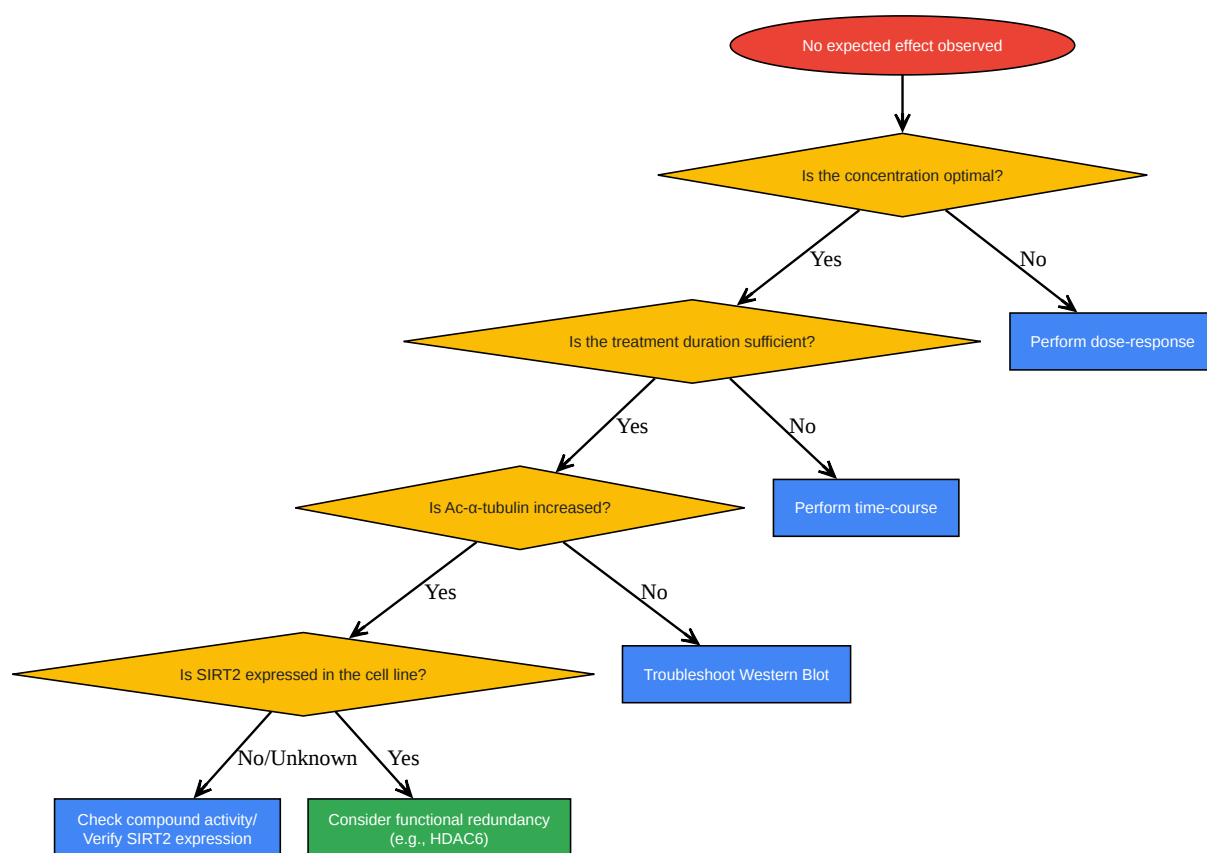 No expected effect observed
Is the concentration optimal?
Yes
No
Is the treatment duration sufficient?
Perform dose-response
Yes
No
Is Ac-α-tubulin increased?
Perform time-course
Yes
No
Is SIRT2 expressed in the cell line?
Troubleshoot Western Blot
No/Unknown
Yes
Check compound activity/
Verify SIRT2 expression
Consider functional redundancy
(e.g., HDAC6)